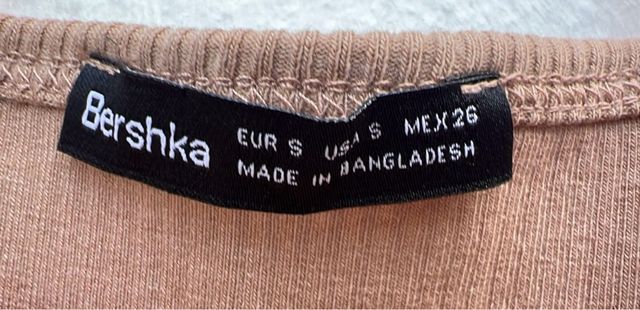 Bershka
EUR S USA S MEX 26
MADE IN BANGLADESH